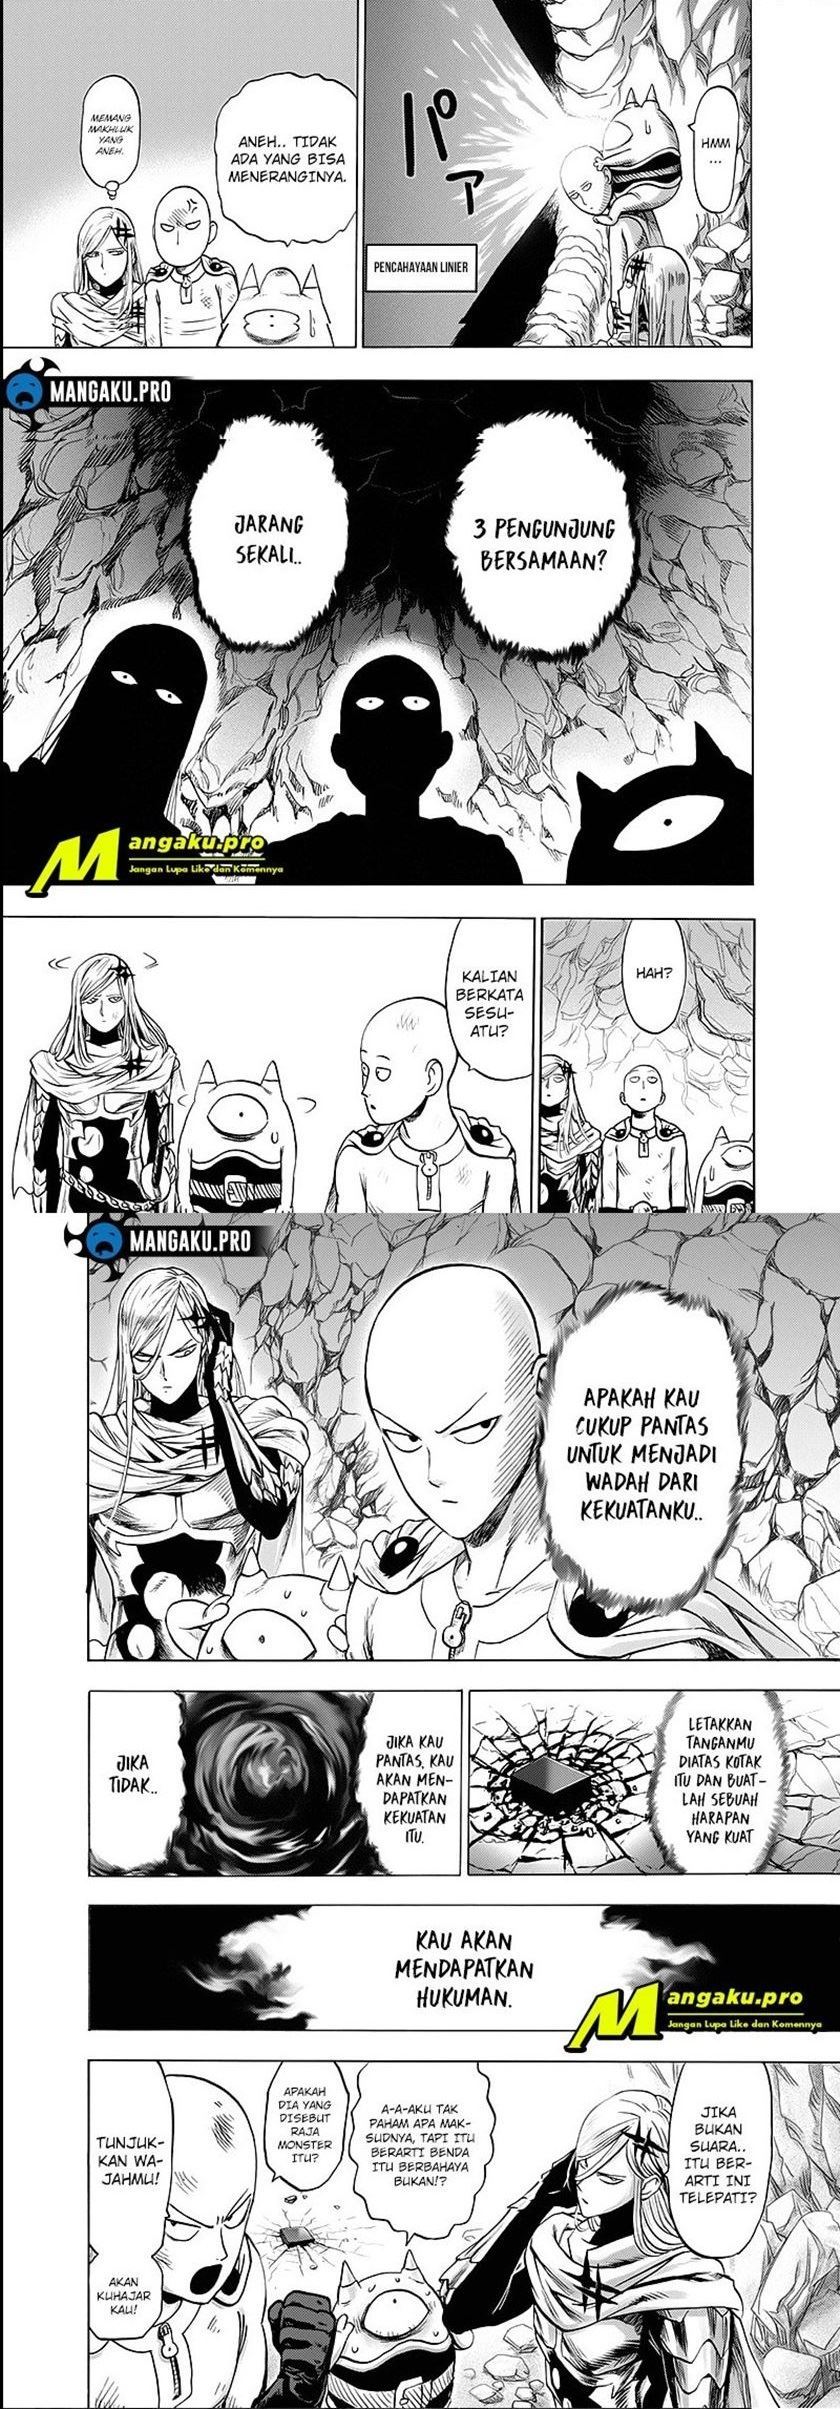 HMM
...
パァ
PENCAHAYAAN LINIER
ANEH.. TIDAK
ADA YANG BISA
MENERANGINYA.
MEMANG
MAKHLUK
YANG
ANEH.
MANGAKU.PRO
3 PENGUNJUNG
BERSAMAAN?
JARANG
SEKALI..
Mangaku.pro
Jangan Lupa Like dan Komennya
HAH?
KALIAN
BERKATA
SESU-
ATU?
MANGAKU.PRO
APAKAH KAU
CUKUP PANTAS
UNTUK MENJADI
WADAH DARI
KEKUATANKU..
LETAKKAN
TANGANMU
DIATAS KOTAK
ITU DAN BUAT-
LAH SEBUAH
HARAPAN
YANG KUAT
JIKA KAU
PANTAS, KAU
AKAN MEN-
DAPATKAN
KEKUATAN
ITU.
JIKA
TIDAK..
KAU AKAN
MENDAPATKAN
HUKUMAN.
Mangaku.pro
Jangan Lupa Like dan Komennya
JIKA
BUKAN
SUARA..
ITU BER-
ARTI INI
TELEPATI?
A-A-AKU TAK
PAHAM APA MAK-
SUDNYA, TAPI ITU
BERARTI BENDA
ITU BERBAHAYA
BUKAN!?
APAKAH
DIA YANG
DISEBUT
RAJA
MONSTER
ITU?
TUNJUK-
KAN WA-
JAHMU!
AKAN
KUHAJAR
KAU!